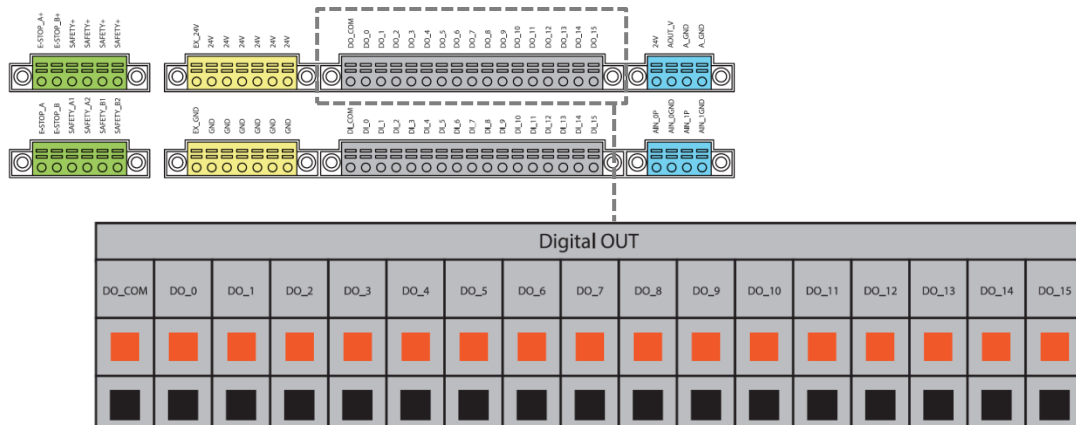 E-STOP_A+ E-STOP_B+ SAFETY+ SAFETY+ SAFETY+ SAFETY+
EX_24V 24V 24V 24V 24V 24V 24V
DO_COM DO_0 DO_1 DO_2 DO_3 DO_4 DO_5 DO_6 DO_7 DO_8 DO_9 DO_10 DO_11 DO_12 DO_13 DO_14 DO_15
24V AOUT_V A_GND A_GND
E-STOP_A E-STOP_B SAFETY_A1 SAFETY_A2 SAFETY_B1 SAFETY_B2
EX_GND GND GND GND GND GND GND
DI_COM DI_0 DI_1 DI_2 DI_3 DI_4 DI_5 DI_6 DI_7 DI_8 DI_9 DI_10 DI_11 DI_12 DI_13 DI_14 DI_15
AIN_0P AIN_0GND AIN_1P AIN_1GND
Digital OUT
DO_COM DO_0 DO_1 DO_2 DO_3 DO_4 DO_5 DO_6 DO_7 DO_8 DO_9 DO_10 DO_11 DO_12 DO_13 DO_14 DO_15